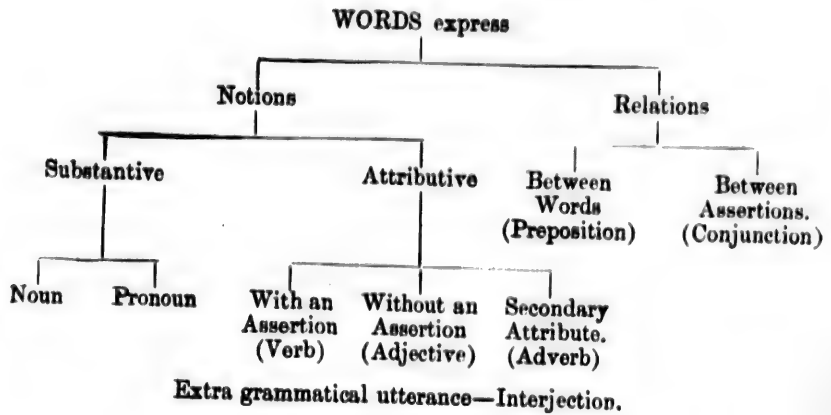 WORDS express
Notions
Relations
Substantive
Attributive
Between
Words
(Preposition)
Between
Assertions.
(Conjunction)
Noun
Pronoun
With an
Assertion
(Verb)
Without an
Assertion
(Adjective)
Secondary
Attribute.
(Adverb)
Extra grammatical utterance—Interjection.